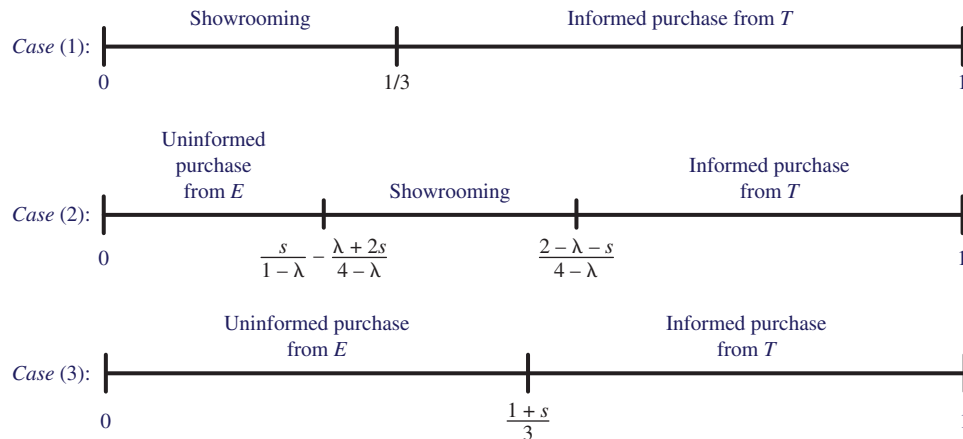 Showrooming Informed purchase from T
Case (1):
0 1/3 1
Uninformed
purchase
from E
Showrooming
Informed purchase
from T
Case (2):
0 s/(1 − λ) − (λ + 2s)/(4 − λ) (2 − λ − s)/(4 − λ) 1
Uninformed purchase
from E
Informed purchase
from T
Case (3):
0 (1 + s)/3